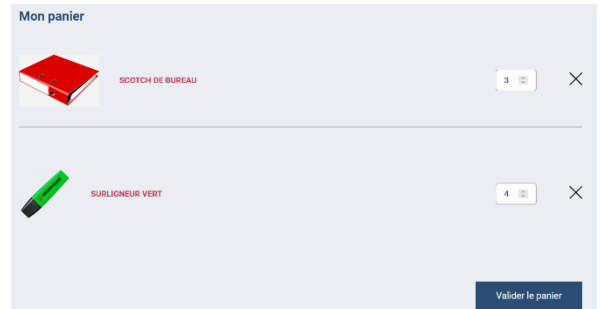 Mon panier
SCOTCH DE BUREAU
3
SURLIGNEUR VERT
4
Valider le panier